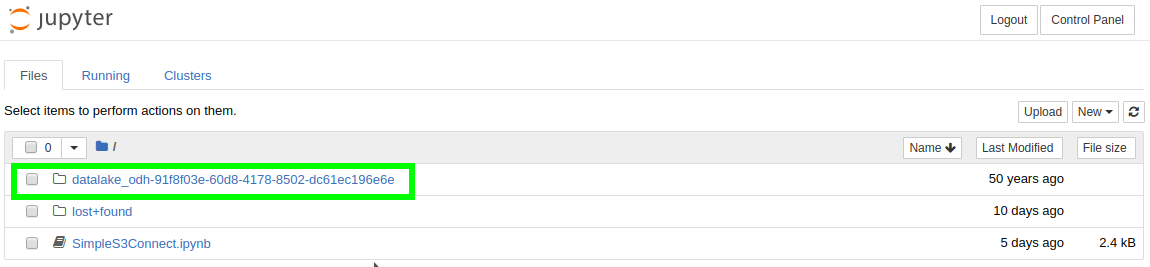 jupyter Logout Control Panel
Files Running Clusters
Select items to perform actions on them. Upload New
0 / Name Last Modified File size
datalake_odh-91f8f03e-60d8-4178-8502-dc61ec196e6e 50 years ago
lost+found 10 days ago
SimpleS3Connect.ipynb 5 days ago 2.4 kB